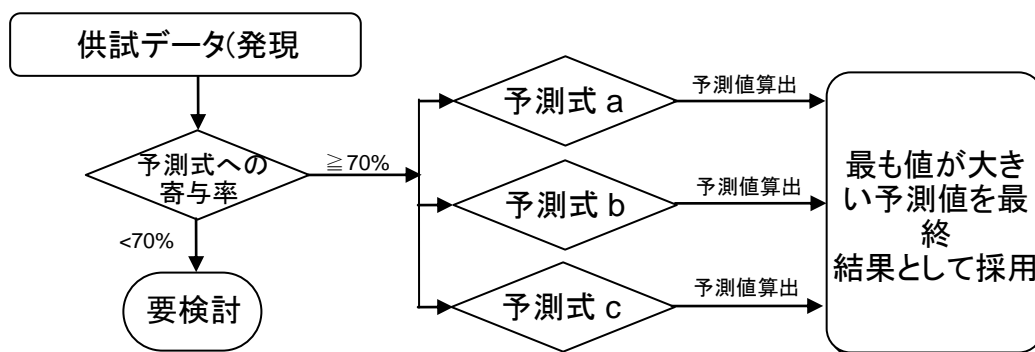 供試データ(発現
予測式への
寄与率
≧70%
<70%
要検討
予測式 a
予測値算出
予測式 b
予測値算出
予測式 c
予測値算出
最も値が大き
い予測値を最
終
結果として採用